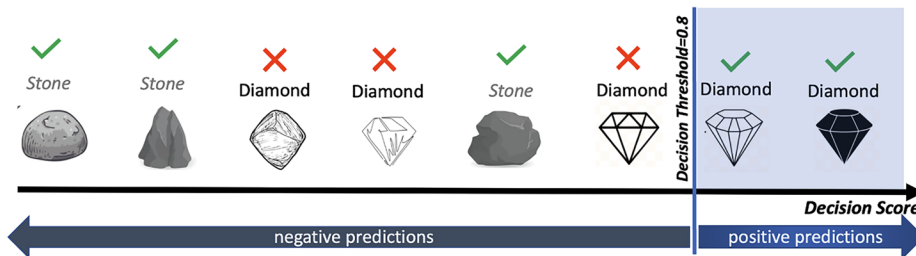 Stone
Stone
Diamond
Diamond
Stone
Diamond
Decision Threshold=0.8
Diamond
Diamond
Decision Score
negative predictions
positive predictions